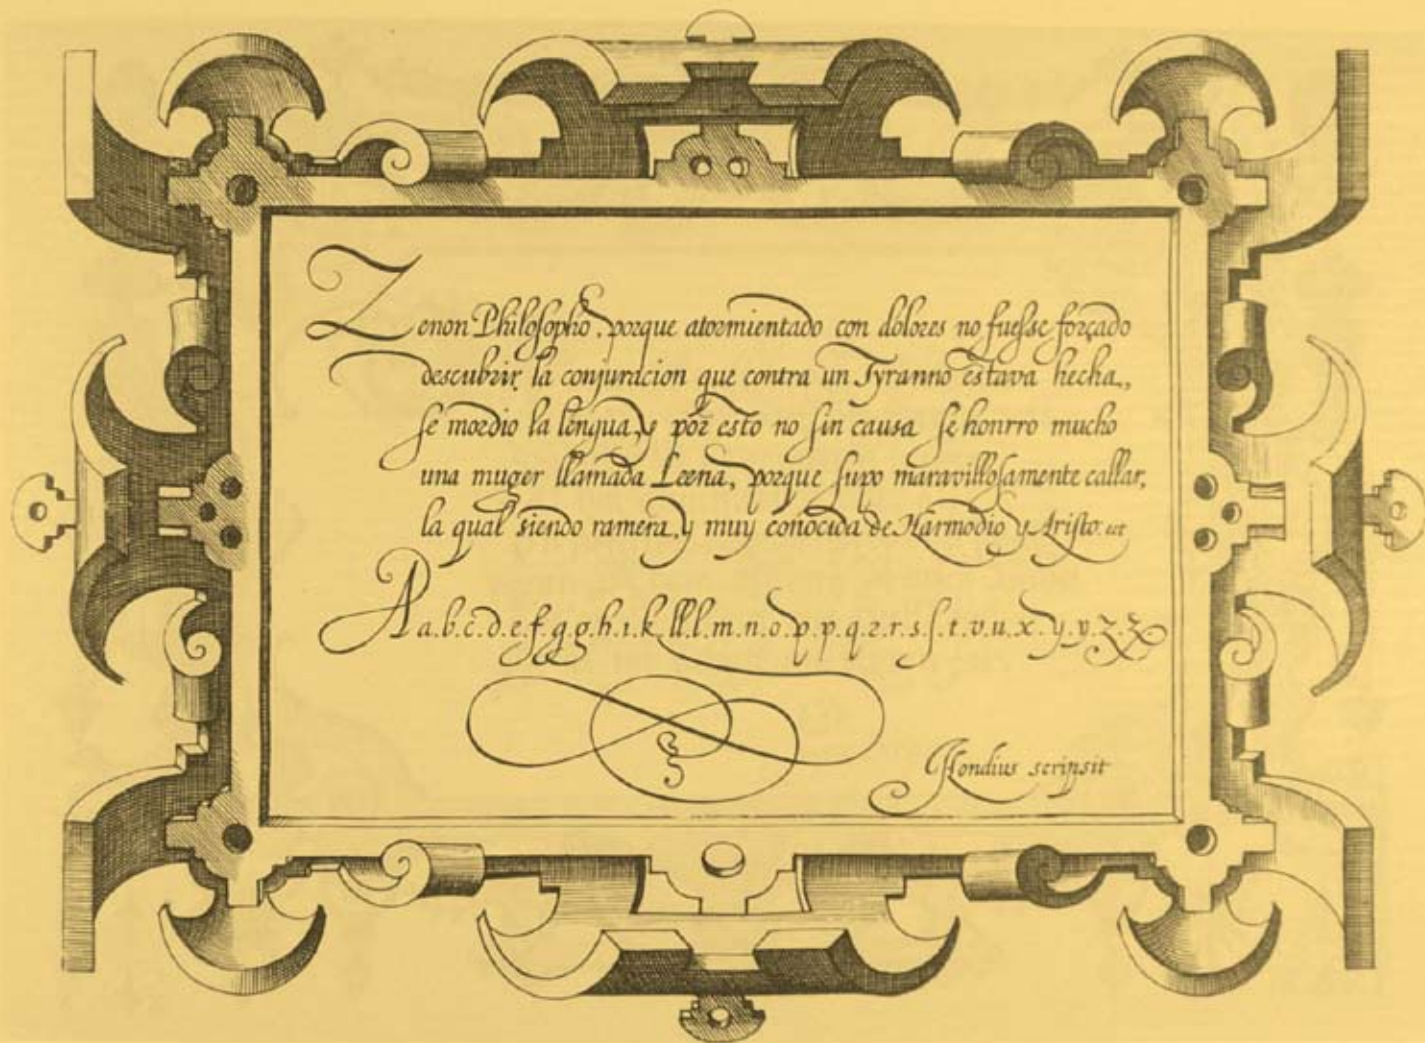 Zenon Philosopho, porque atormientado con dolores no fuesse forçado
descubrir, la conjuracion que contra un Tyranno estava hecha,,
se mordio la lengua, y por esto no sin causa se honrro mucho
una muger llamada Leena, porque supo maravillosamente callar,
la qual siendo ramera, y muy conocida de Harmodio y Aristo. ect
A a.b.c.d.e.f.g.g.h.i.k.ll.l.m.n.o.p.p.q.2.r.s.ſ.t.v.u.x.y.y.z.z
Hondius scripsit